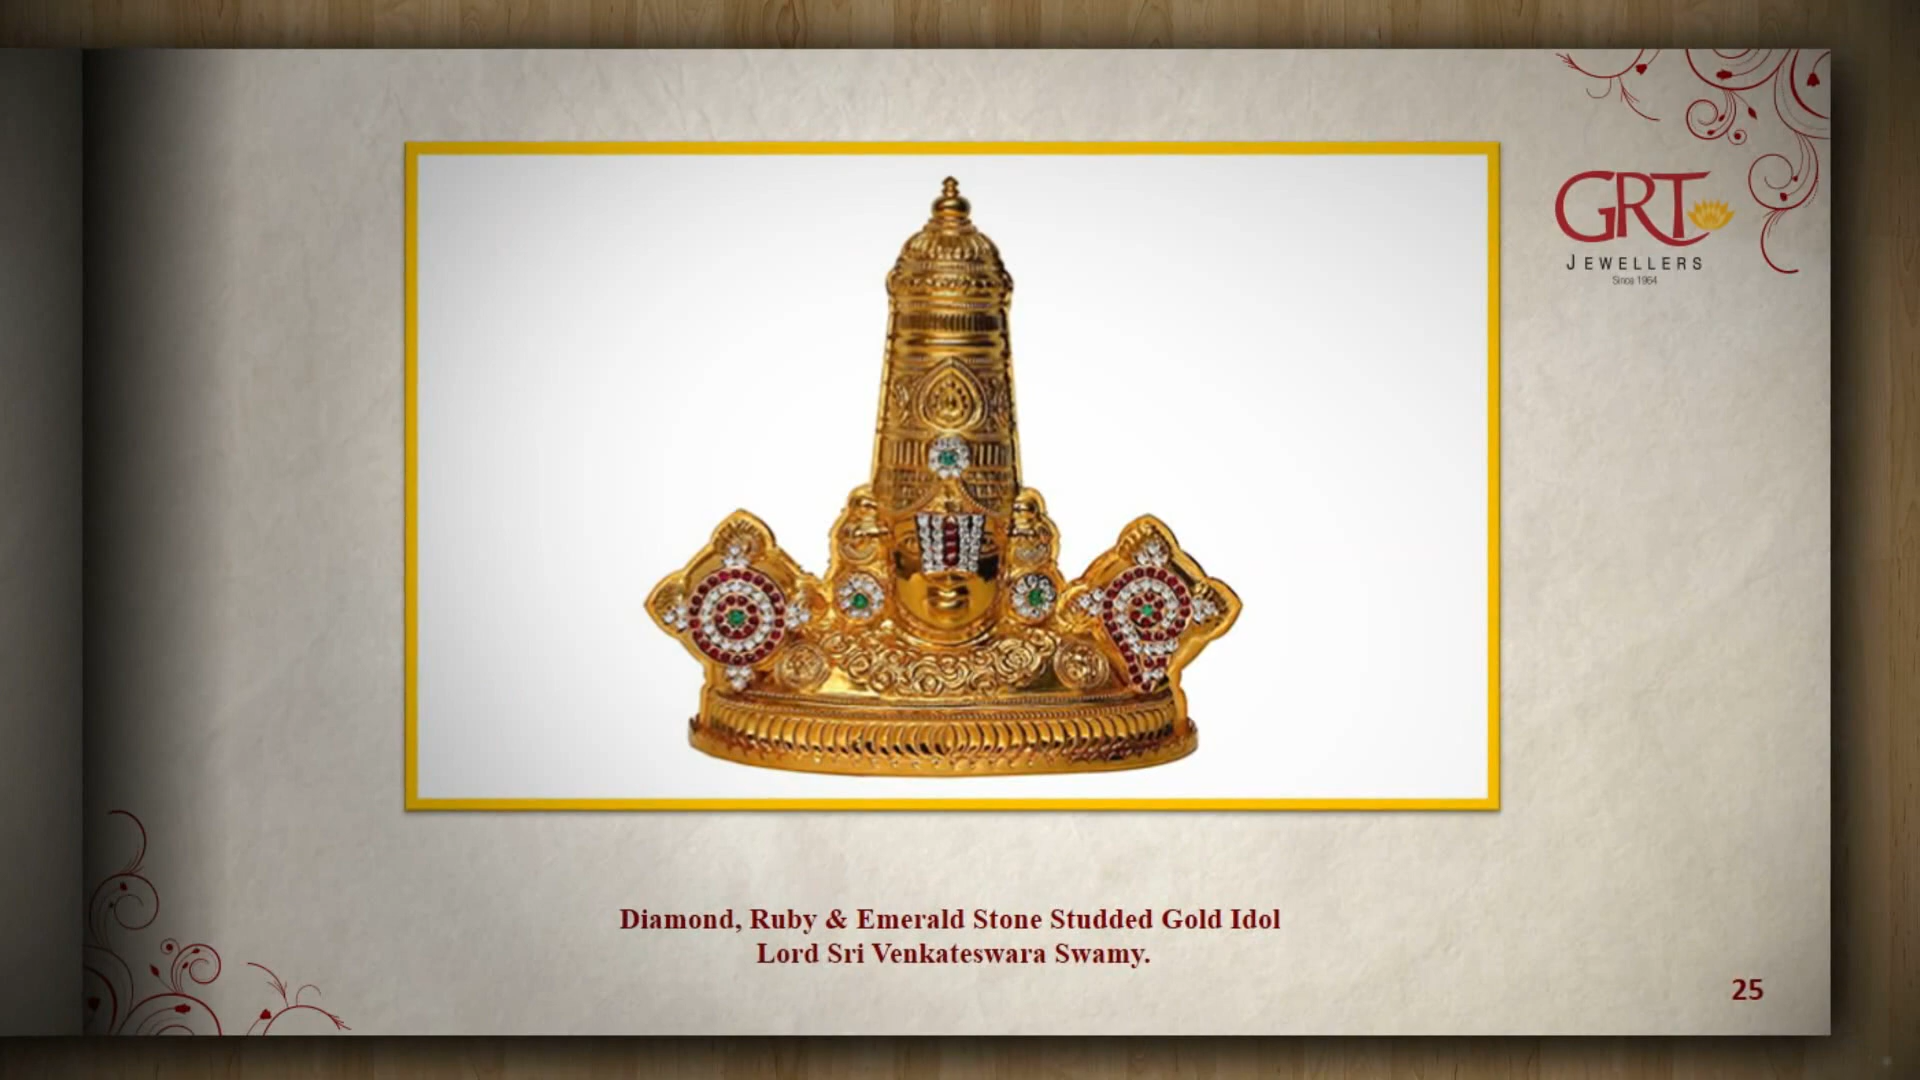 GRT
JEWELLERS
Since 1964
Diamond, Ruby & Emerald Stone Studded Gold Idol
Lord Sri Venkateswara Swamy.
25